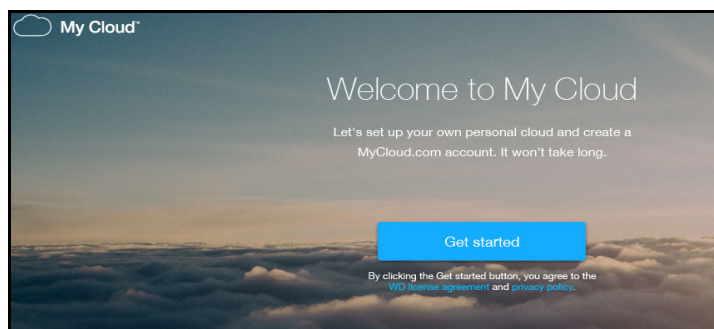 My Cloud™
Welcome to My Cloud
Let's set up your own personal cloud and create a
MyCloud.com account. It won't take long.
Get started
By clicking the Get started button, you agree to the
WD license agreement and privacy policy.